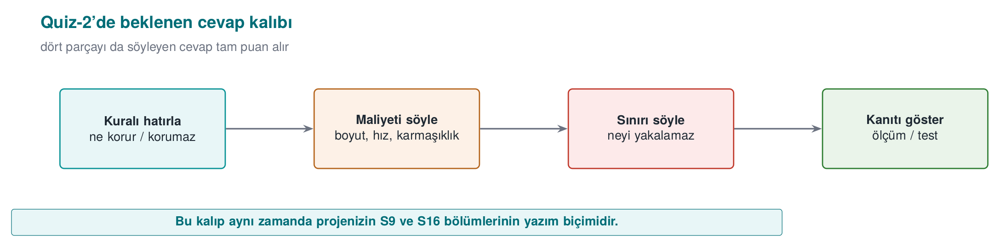 Quiz-2’de beklenen cevap kalıbı
dört parçayı da söyleyen cevap tam puan alır
Kuralı hatırla
ne korur / korumaz
Maliyeti söyle
boyut, hız, karmaşıklık
Sınırı söyle
neyi yakalamaz
Kanıtı göster
ölçüm / test
Bu kalıp aynı zamanda projenizin S9 ve S16 bölümlerinin yazım biçimidir.